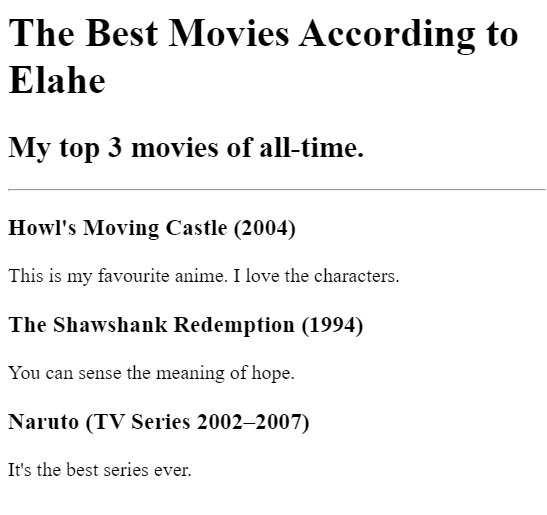 The Best Movies According to
Elahe
My top 3 movies of all-time.
Howl's Moving Castle (2004)
This is my favourite anime. I love the characters.
The Shawshank Redemption (1994)
You can sense the meaning of hope.
Naruto (TV Series 2002–2007)
It's the best series ever.